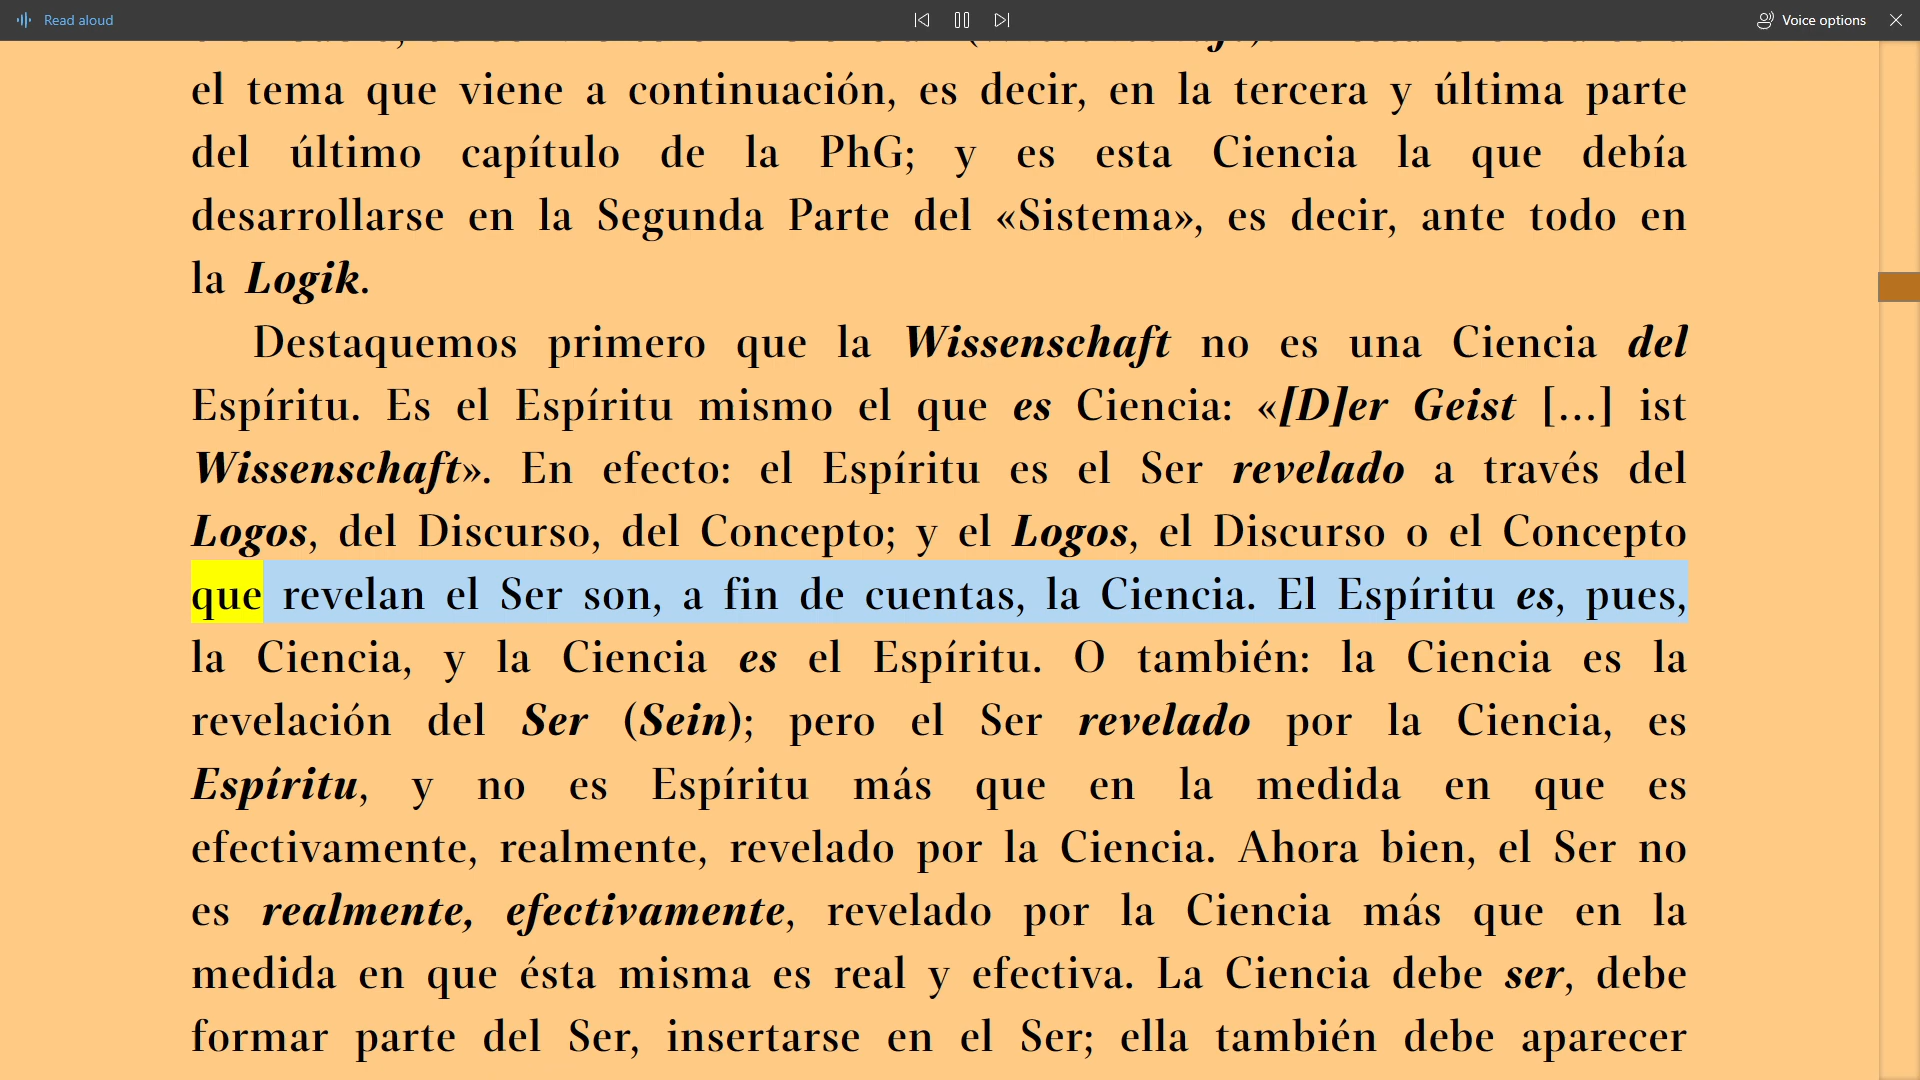 Read aloud
Voice options
el tema que viene a continuación, es decir, en la tercera y última parte
del último capítulo de la PhG; y es esta Ciencia la que debía
desarrollarse en la Segunda Parte del «Sistema», es decir, ante todo en
la Logik.
Destaquemos primero que la Wissenschaft no es una Ciencia del
Espíritu. Es el Espíritu mismo el que es Ciencia: «[D]er Geist [...] ist
Wissenschaft». En efecto: el Espíritu es el Ser revelado a través del
Logos, del Discurso, del Concepto; y el Logos, el Discurso o el Concepto
que revelan el Ser son, a fin de cuentas, la Ciencia. El Espíritu es, pues,
la Ciencia, y la Ciencia es el Espíritu. O también: la Ciencia es la
revelación del Ser (Sein); pero el Ser revelado por la Ciencia, es
Espíritu, y no es Espíritu más que en la medida en que es
efectivamente, realmente, revelado por la Ciencia. Ahora bien, el Ser no
es realmente, efectivamente, revelado por la Ciencia más que en la
medida en que ésta misma es real y efectiva. La Ciencia debe ser, debe
formar parte del Ser, insertarse en el Ser; ella también debe aparecer